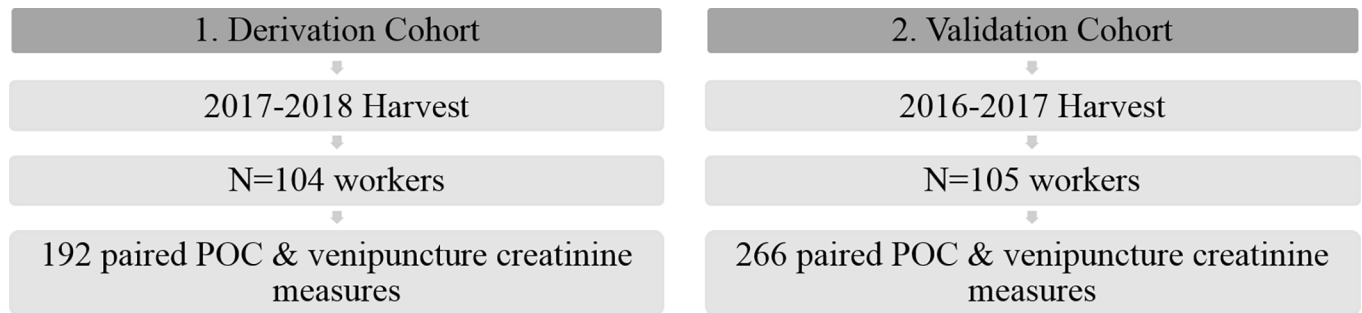 1. Derivation Cohort
2017-2018 Harvest
N=104 workers
192 paired POC & venipuncture creatinine
measures
2. Validation Cohort
2016-2017 Harvest
N=105 workers
266 paired POC & venipuncture creatinine
measures